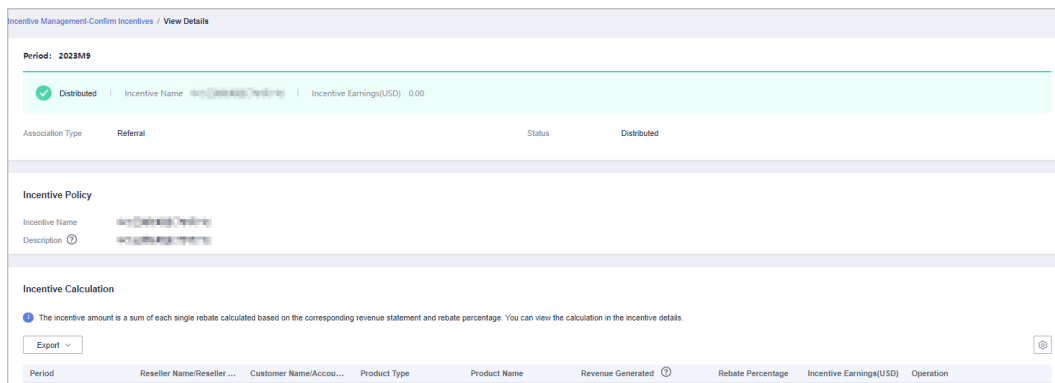 Incentive Management-Confirm Incentives / View Details
Period: 2023M9
Distributed Incentive Name Incentive Earnings(USD) 0.00
Association Type Referral Status Distributed
Incentive Policy
Incentive Name
Description ?
Incentive Calculation
i The incentive amount is a sum of each single rebate calculated based on the corresponding revenue statement and rebate percentage. You can view the calculation in the incentive details.
Export
Period Reseller Name/Reseller ... Customer Name/Accou... Product Type Product Name Revenue Generated ? Rebate Percentage Incentive Earnings(USD) Operation